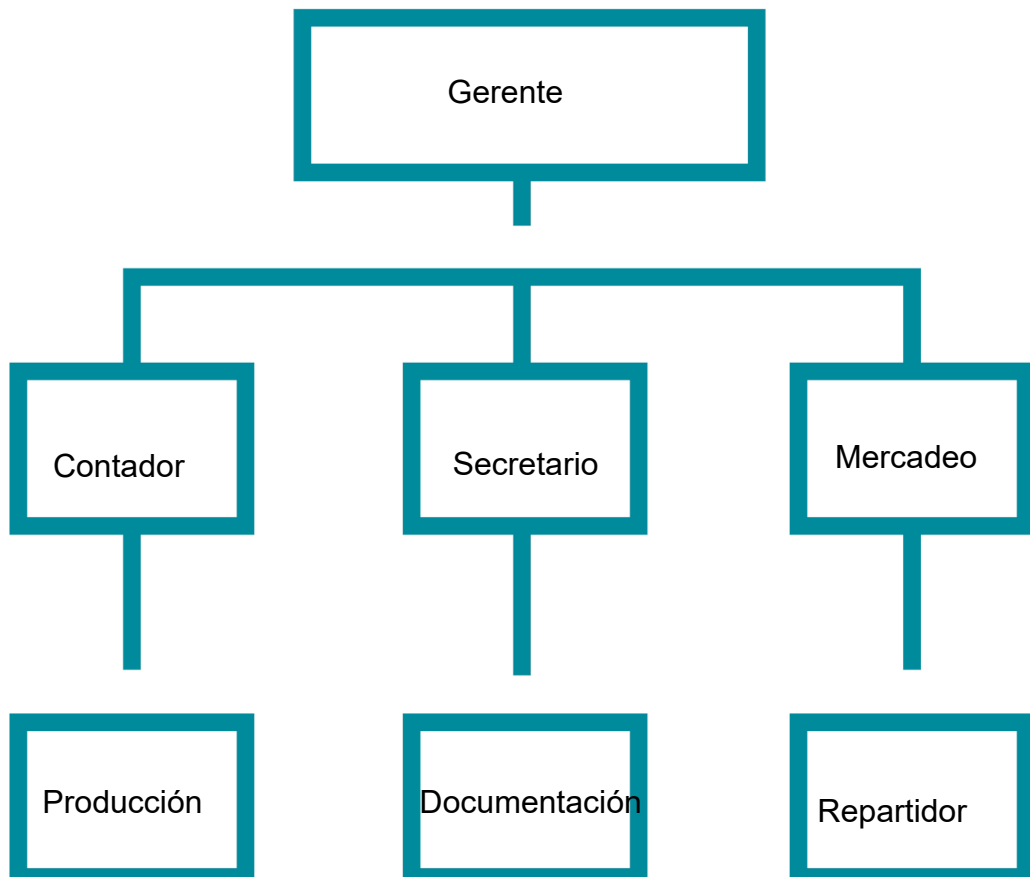 Gerente
Contador
Secretario
Mercadeo
Producción
Documentación
Repartidor